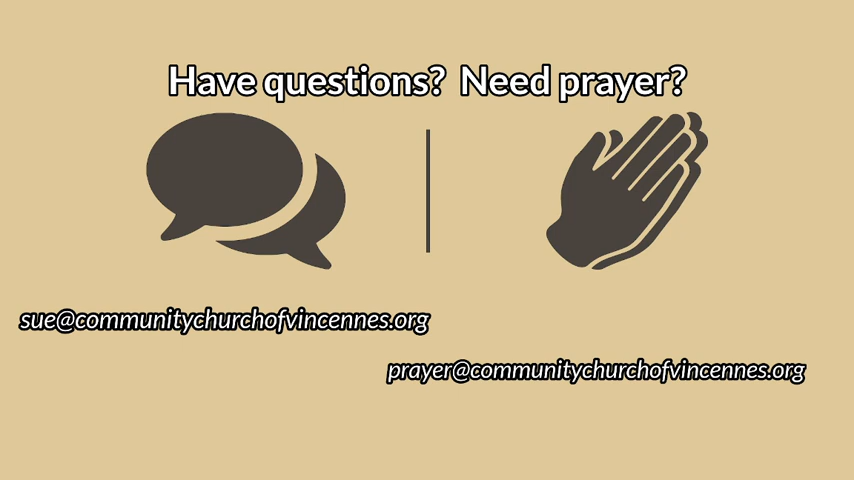 Have questions?  Need prayer?
sue@communitychurchofvincennes.org
prayer@communitychurchofvincennes.org